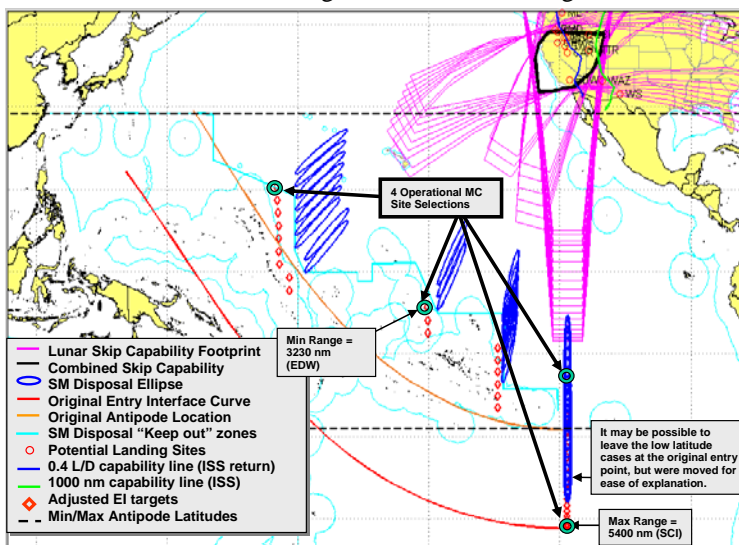 4 Operational MC
Site Selections
Min Range =
3230 nm
(EDW)
Lunar Skip Capability Footprint
Combined Skip Capability
SM Disposal Ellipse
Original Entry Interface Curve
Original Antipode Location
SM Disposal “Keep out” zones
Potential Landing Sites
0.4 L/D capability line (ISS return)
1000 nm capability line (ISS)
Adjusted EI targets
Min/Max Antipode Latitudes
It may be possible to
leave the low latitude
cases at the original entry
point, but were moved for
ease of explanation.
Max Range =
5400 nm (SCI)
WAZ
WS